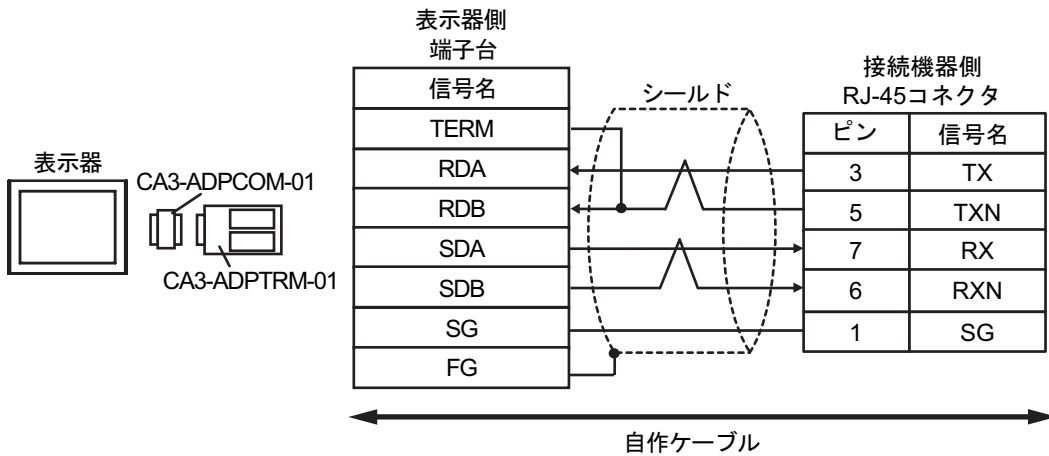 表示器
CA3-ADPCOM-01
CA3-ADPTRM-01
表示器側
端子台
信号名
TERM
RDA
RDB
SDA
SDB
SG
FG
シールド
接続機器側
RJ-45コネクタ
ピン 信号名
3 TX
5 TXN
7 RX
6 RXN
1 SG
自作ケーブル